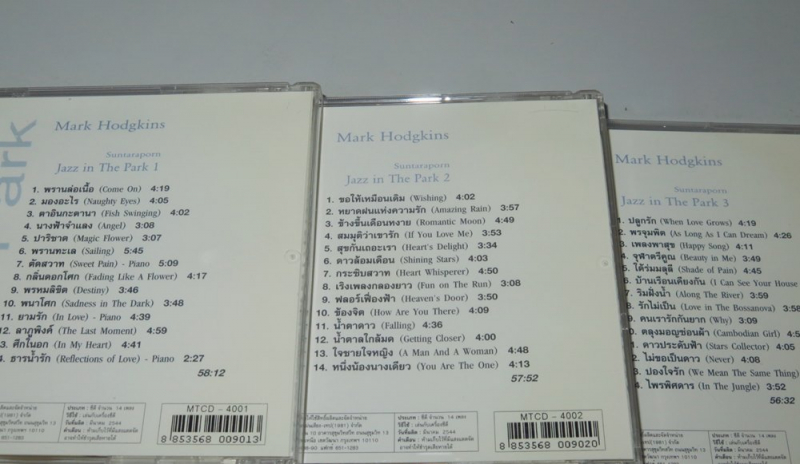 Park
Mark Hodgkins
Suntaraporn
Jazz in The Park 1
1. พรานล่อเนื้อ (Come On) 4:19
2. มองอะไร (Naughty Eyes) 4:05
3. ตาอินกะตานา (Fish Swinging) 4:02
4. นางฟ้าจำแลง (Angel) 3:08
5. ปาริชาต (Magic Flower) 3:07
6. พรานทะเล (Sailing) 5:45
7. ตัดสวาท (Sweet Pain) - Piano 5:09
8. กลิ่นดอกโศก (Fading Like A Flower) 4:17
9. พรหมลิขิต (Destiny) 3:46
10. พนาโศก (Sadness in The Dark) 3:48
11. ยามรัก (In Love) - Piano 4:39
12. ลาภูพิงค์ (The Last Moment) 4:59
3. ศึกในอก (In My Heart) 4:41
4. ธารน้ำรัก (Reflections of Love) - Piano 2:27
58:12
MTCD - 4001
8 853568 009013
Mark Hodgkins
Suntaraporn
Jazz in The Park 2
1. ขอให้เหมือนเดิม (Wishing) 4:02
2. หยาดฝนแห่งความรัก (Amazing Rain) 3:57
3. ข้างขึ้นเดือนหงาย (Romantic Moon) 4:49
4. สมมุติว่าเขารัก (If You Love Me) 3:53
5. สุขกันเถอะเรา (Heart's Delight) 3:34
6. ดาวล้อมเดือน (Shining Stars) 4:03
7. กระซิบสวาท (Heart Whisperer) 4:50
8. เริงเพลงกลองยาว (Fun on The Run) 3:08
9. ฟลอร์เฟื่องฟ้า (Heaven's Door) 3:50
10. ข้องจิต (How Are You There) 4:09
11. น้ำตาดาว (Falling) 4:36
12. น้ำตาลใกล้มด (Getting Closer) 4:00
13. ใจชายใจหญิง (A Man And A Woman) 4:48
14. หนึ่งน้องนางเดียว (You Are The One) 4:13
57:52
MTCD - 4002
8 853568 009020
Mark Hodgkins
Suntaraporn
Jazz in The Park 3
1. ปลูกรัก (When Love Grows) 4:19
2. พรจุมพิต (As Long As I Can Dream) 4:26
3. เพลงพาสุข (Happy Song) 4:11
4. จุฬาตรีคูณ (Beauty in Me) 3:49
5. ใต้ร่มมลุลี (Shade of Pain) 4:45
6. บ้านเรือนเคียงกัน (I Can See Your House
7. ริมฝั่งน้ำ (Along The River) 3:59
8. รักไม่เป็น (Love in The Bossanova) 3:58
9. คนเรารักกันยาก (Why) 3:09
0. ตลุงมอญซ่อนผ้า (Cambodian Girl)
1. ดาวประดับฟ้า (Stars Collector) 4:05
2. ไม่ขอเป็นดาว (Never) 4:08
3. ปองใจรัก (We Mean The Same Thing)
4. ไพรพิสดาร (In The Jungle) 3:52
56:32